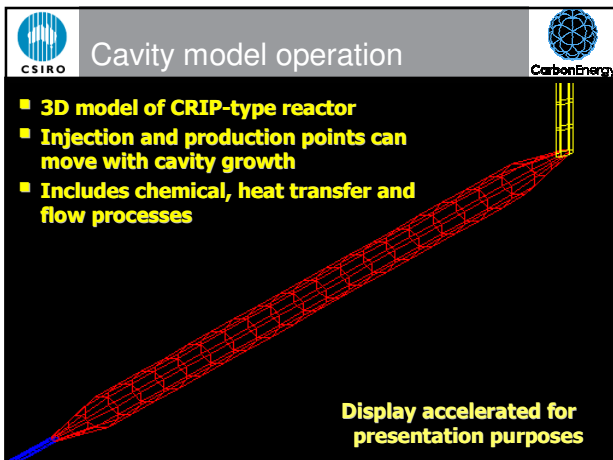 CSIRO
Cavity model operation
CarbonEnergy
▪ 3D model of CRIP-type reactor
▪ Injection and production points can
move with cavity growth
▪ Includes chemical, heat transfer and
flow processes
Display accelerated for
presentation purposes